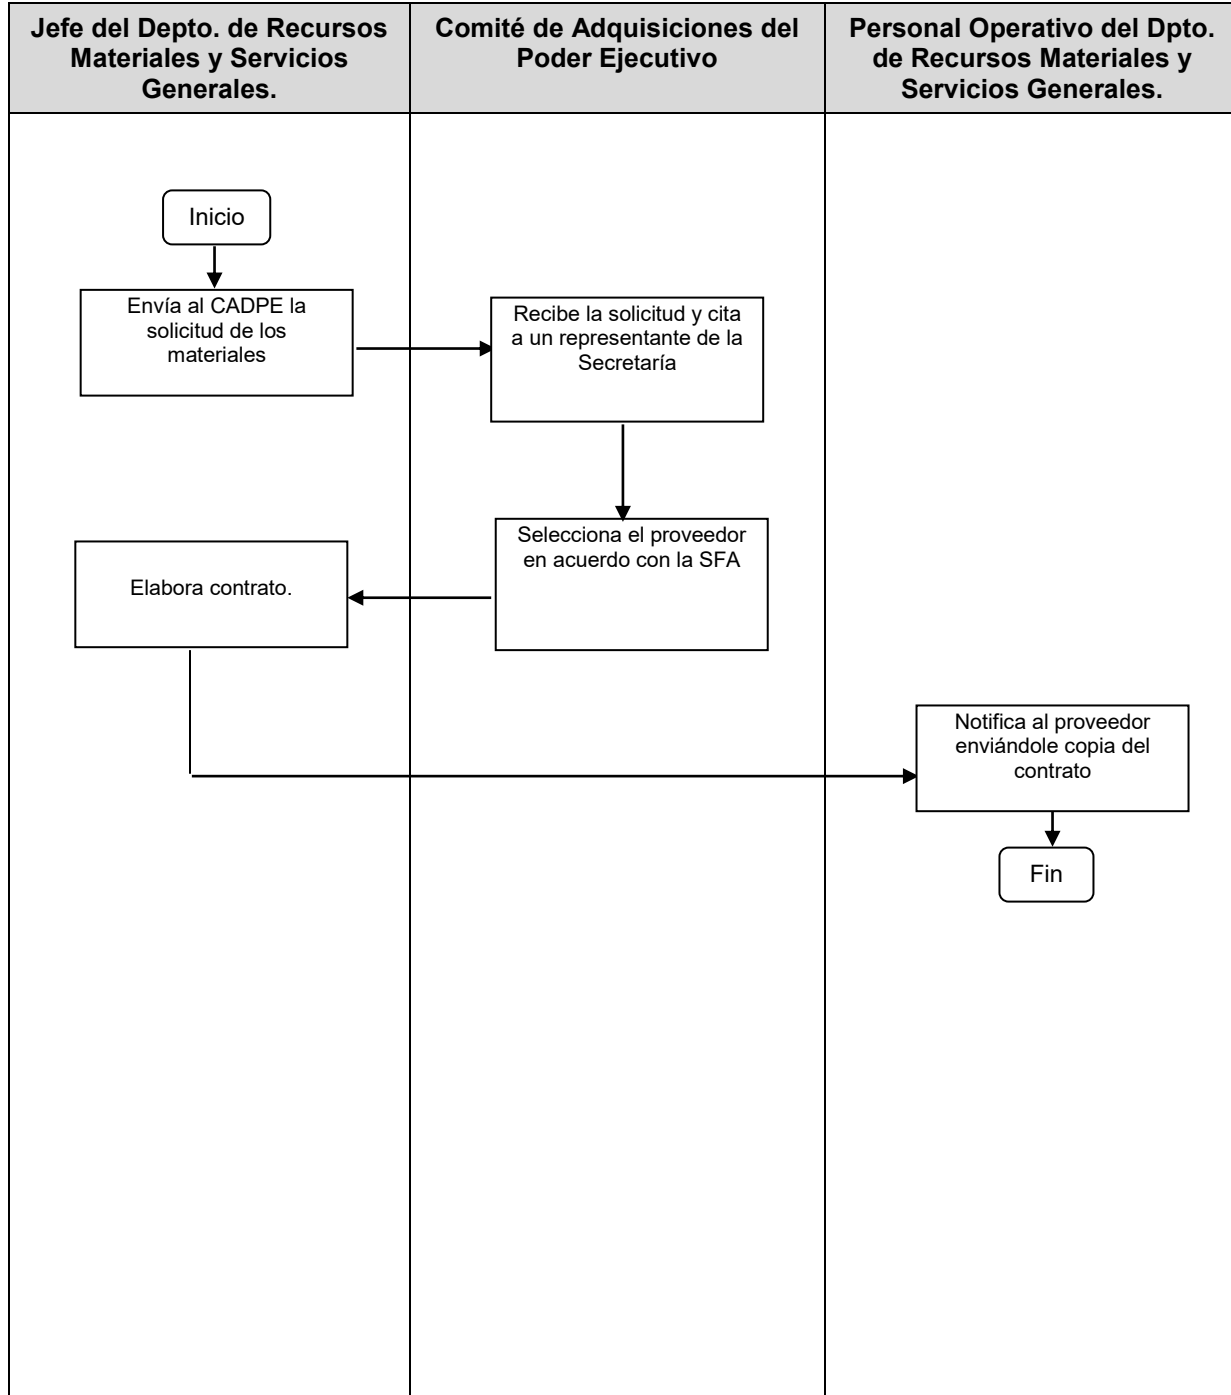 Jefe del Depto. de Recursos
Materiales y Servicios
Generales.
Comité de Adquisiciones del
Poder Ejecutivo
Personal Operativo del Dpto.
de Recursos Materiales y
Servicios Generales.
Inicio
Envía al CADPE la
solicitud de los
materiales
Recibe la solicitud y cita
a un representante de la
Secretaría
Selecciona el proveedor
en acuerdo con la SFA
Elabora contrato.
Notifica al proveedor
enviándole copia del
contrato
Fin